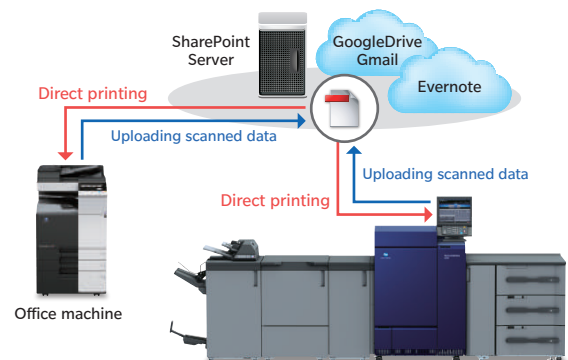 SharePoint
Server
GoogleDrive
Gmail
Evernote
Direct printing
Uploading scanned data
Uploading scanned data
Direct printing
Office machine